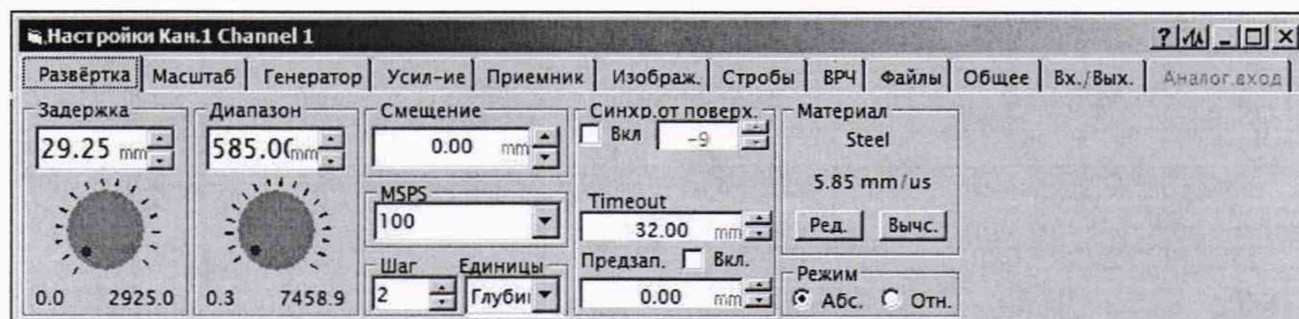 Настройки Кан.1 Channel 1
Развёртка Масштаб Генератор Усил-ие Приемник Изображ. Стробы ВРЧ Файлы Общее Вх./Вых. Аналог.вход
Задержка Диапазон Смещение Синхр.от поверх. Материал
29.25 mm 585.00 mm 0.00 mm Вкл -9 Steel
5.85 mm/us
MSPS Timeout
100 32.00 mm Ред. Вычс.
Шаг Единицы Предзап. Вкл. Режим
0.0 2925.0 0.3 7458.9 2 Глуби 0.00 mm Абс. Отн.